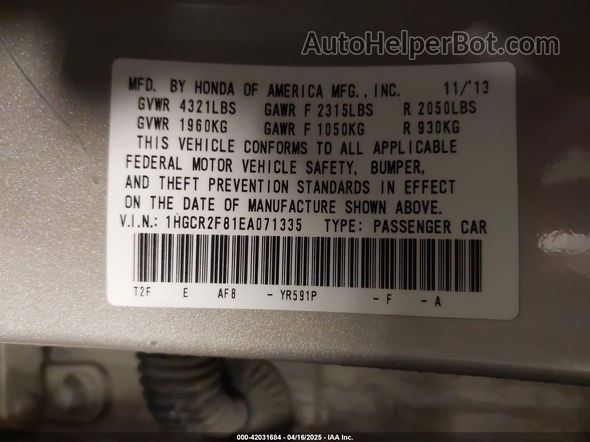 AutoHelperBot.com
MFD. BY HONDA OF AMERICA MFG., INC. 11/'13
GVWR 4321LBS GAWR F 2315LBS R 2050LBS
GVWR 1960KG GAWR F 1050KG R 930KG
THIS VEHICLE CONFORMS TO ALL APPLICABLE
FEDERAL MOTOR VEHICLE SAFETY, BUMPER,
AND THEFT PREVENTION STANDARDS IN EFFECT
ON THE DATE OF MANUFACTURE SHOWN ABOVE.
V.I.N.: 1HGCR2F81EA071335 TYPE: PASSENGER CAR
T2F E AF8 - YR591P - F - A
000-42031684 - 04/16/2025 - IAA Inc.